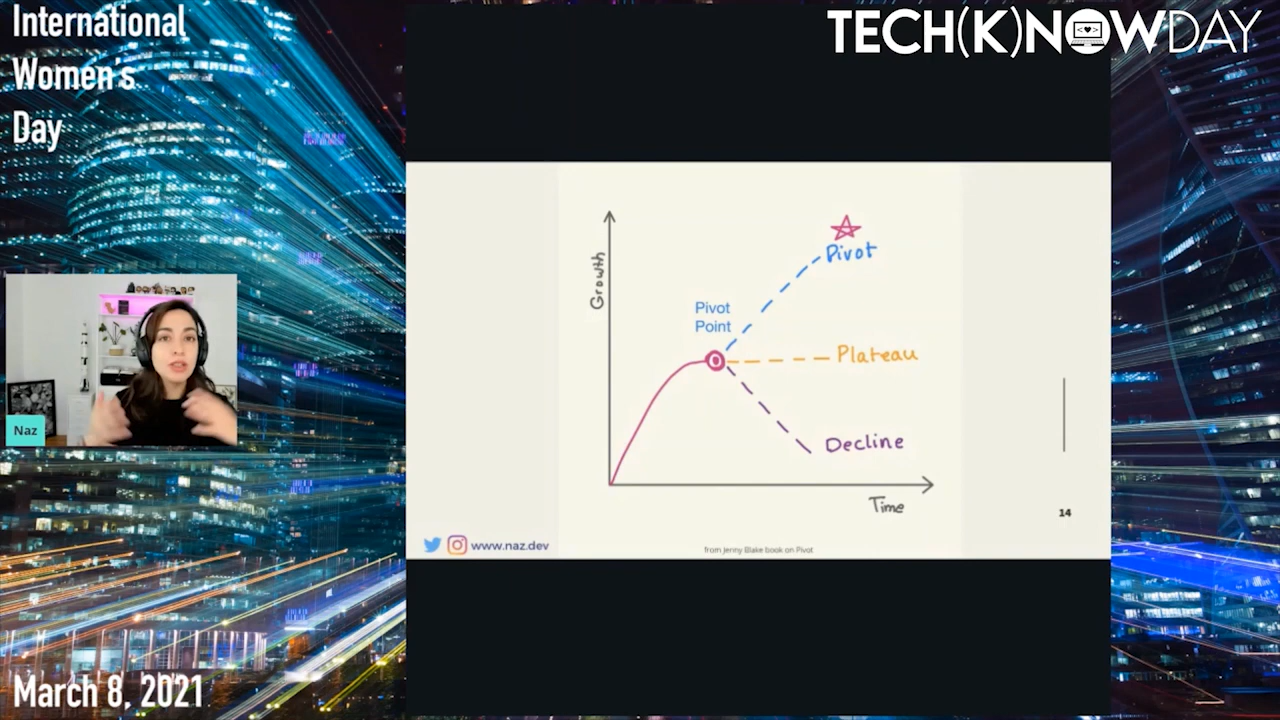 International
Women's
Day
TECH(K)NOWDAY
Growth
Pivot
Pivot
Point
Plateau
Decline
Time
14
Naz
www.naz.dev
from Jenny Blake book on Pivot
March 8, 2021